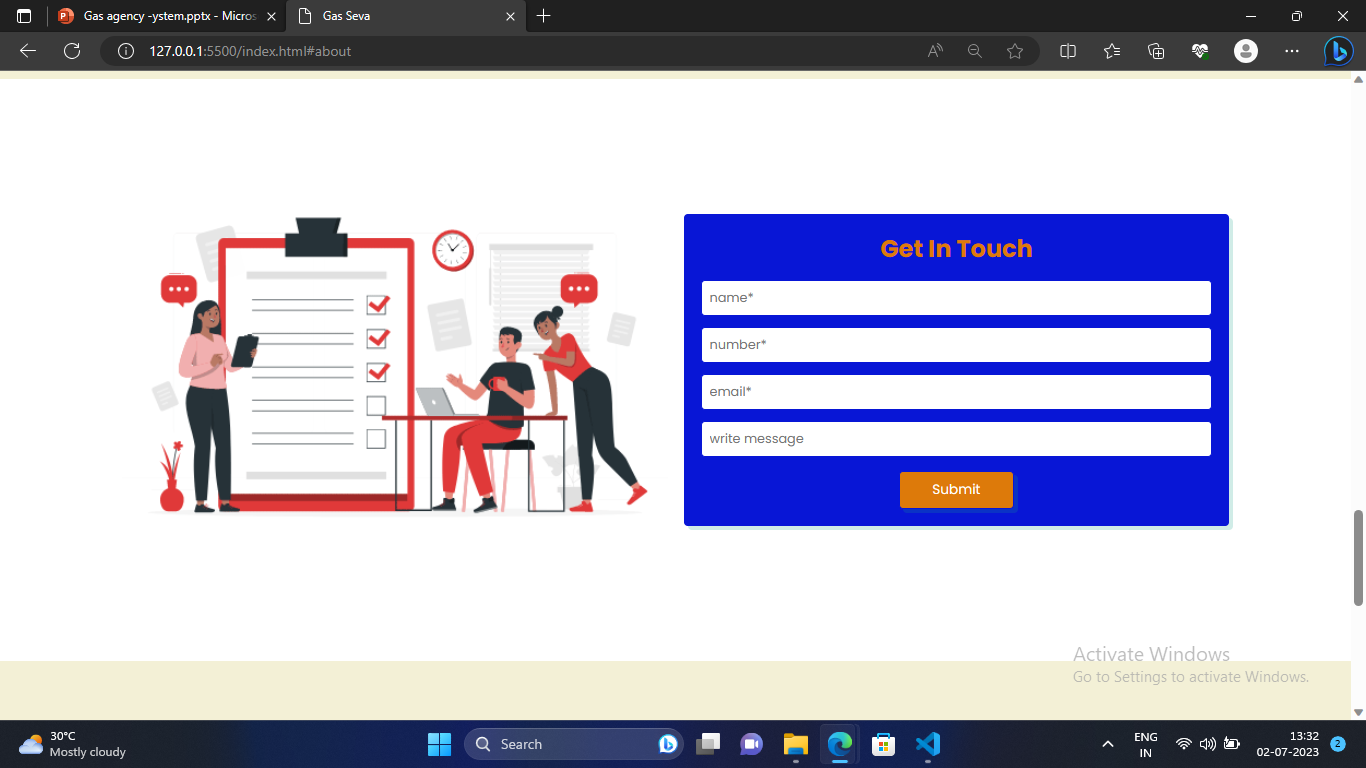 Gas agency -ystem.pptx - Micros
Gas Seva
127.0.0.1:5500/index.html#about
Get In Touch
name*
number*
email*
write message
Submit
Activate Windows
Go to Settings to activate Windows.
30°C
Mostly cloudy
Search
ENG
IN
13:32
02-07-2023
2